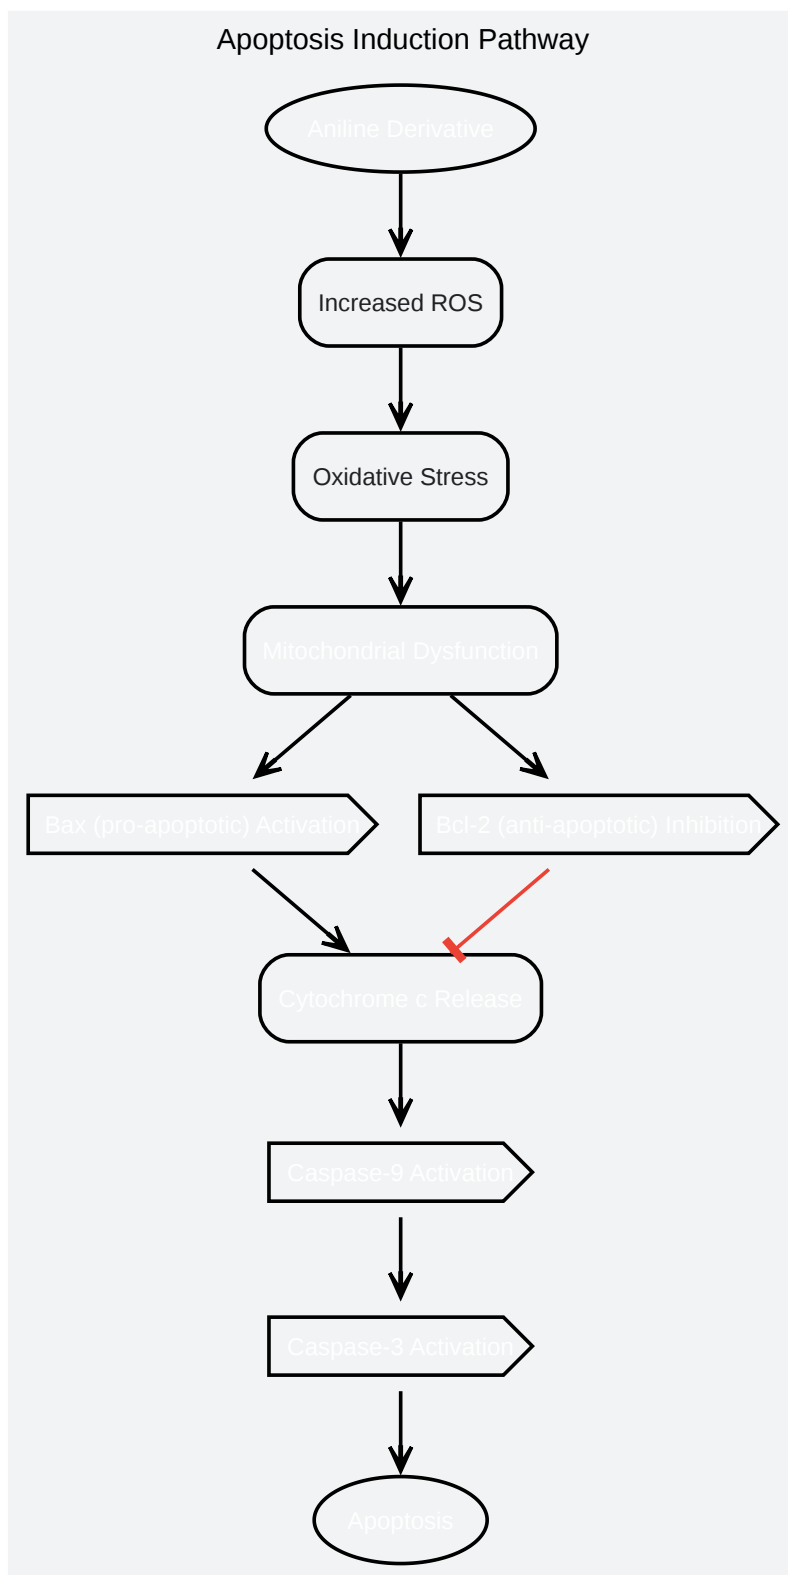 Apoptosis Induction Pathway
Aniline Derivative
Increased ROS
Oxidative Stress
Mitochondrial Dysfunction
Bax (pro-apoptotic) Activation
Bcl-2 (anti-apoptotic) Inhibition
Cytochrome c Release
Caspase-9 Activation
Caspase-3 Activation
Apoptosis